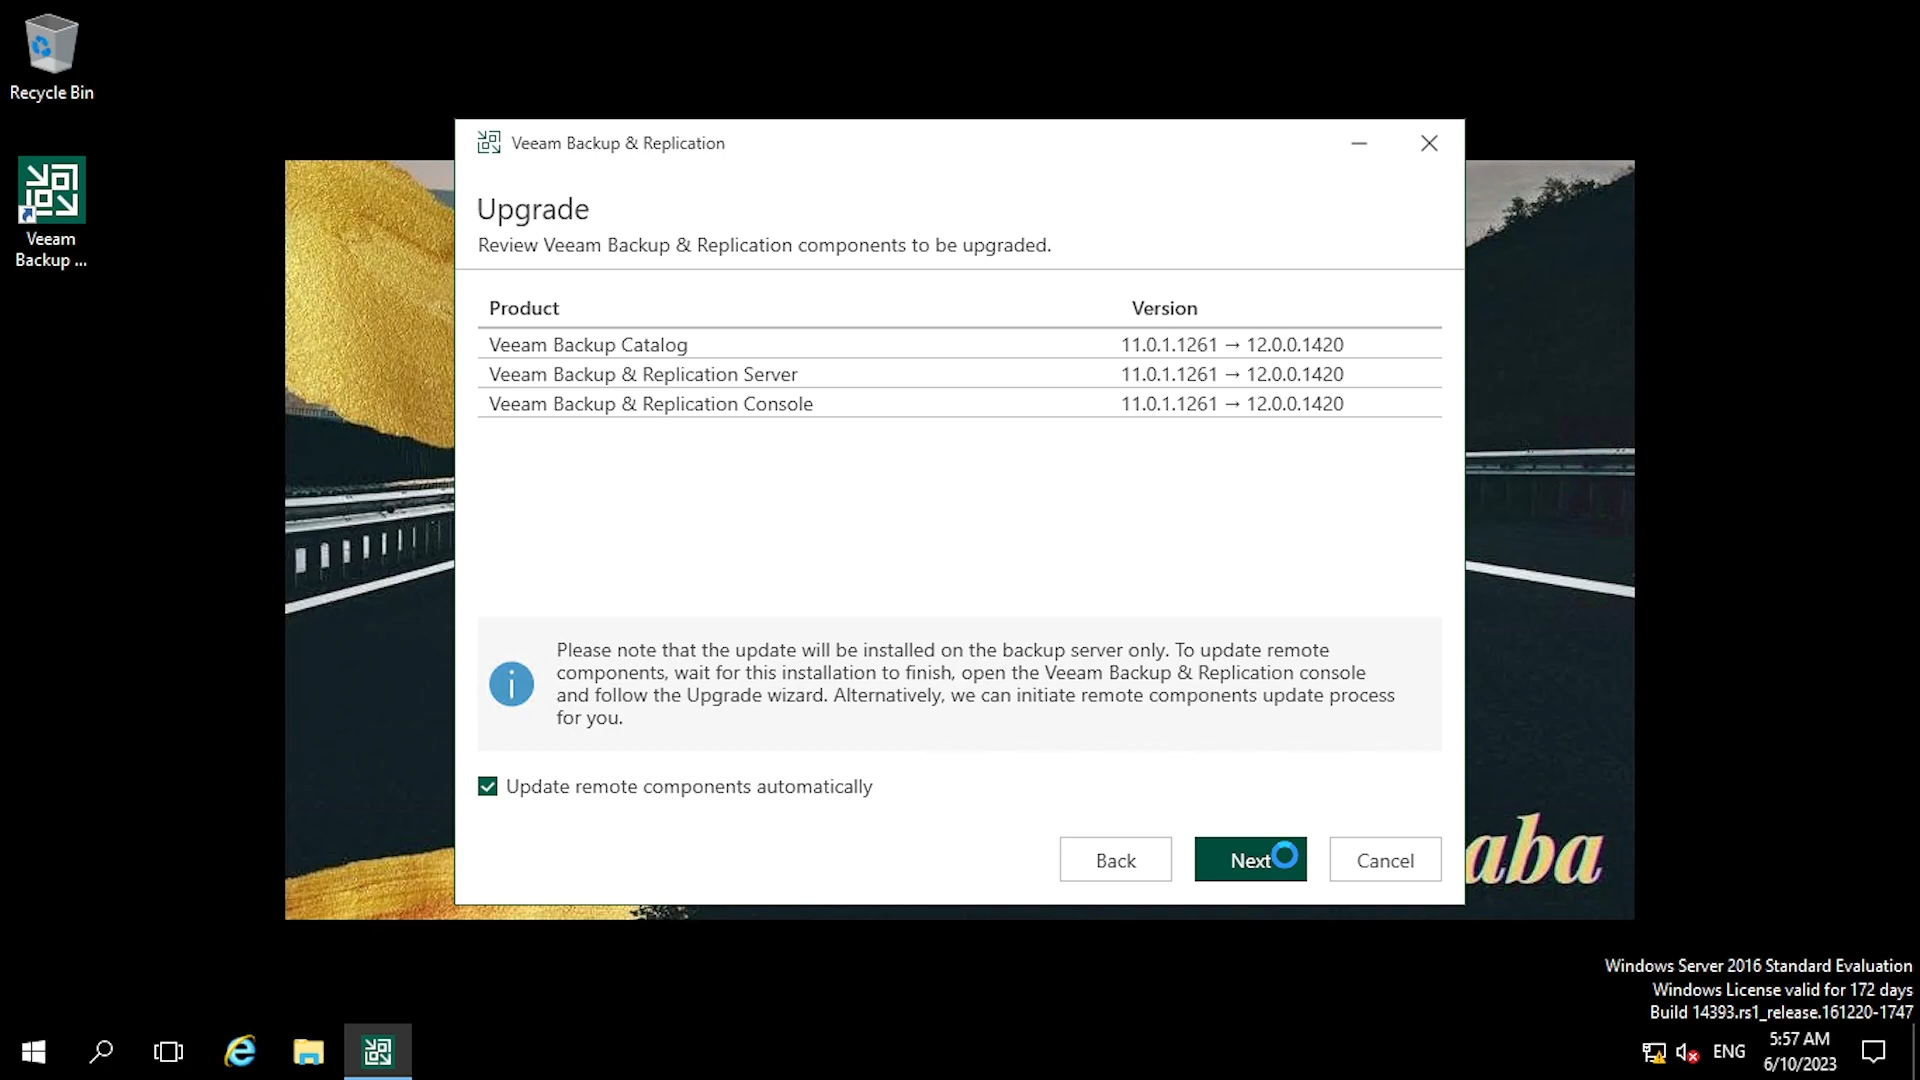 Recycle Bin
Veeam
Backup ...
Veeam Backup & Replication
Upgrade
Review Veeam Backup & Replication components to be upgraded.
Product Version
Veeam Backup Catalog 11.0.1.1261 → 12.0.0.1420
Veeam Backup & Replication Server 11.0.1.1261 → 12.0.0.1420
Veeam Backup & Replication Console 11.0.1.1261 → 12.0.0.1420
Please note that the update will be installed on the backup server only. To update remote
components, wait for this installation to finish, open the Veeam Backup & Replication console
and follow the Upgrade wizard. Alternatively, we can initiate remote components update process
for you.
Update remote components automatically
Back Next Cancel
aba
Windows Server 2016 Standard Evaluation
Windows License valid for 172 days
Build 14393.rs1_release.161220-1747
ENG
5:57 AM
6/10/2023